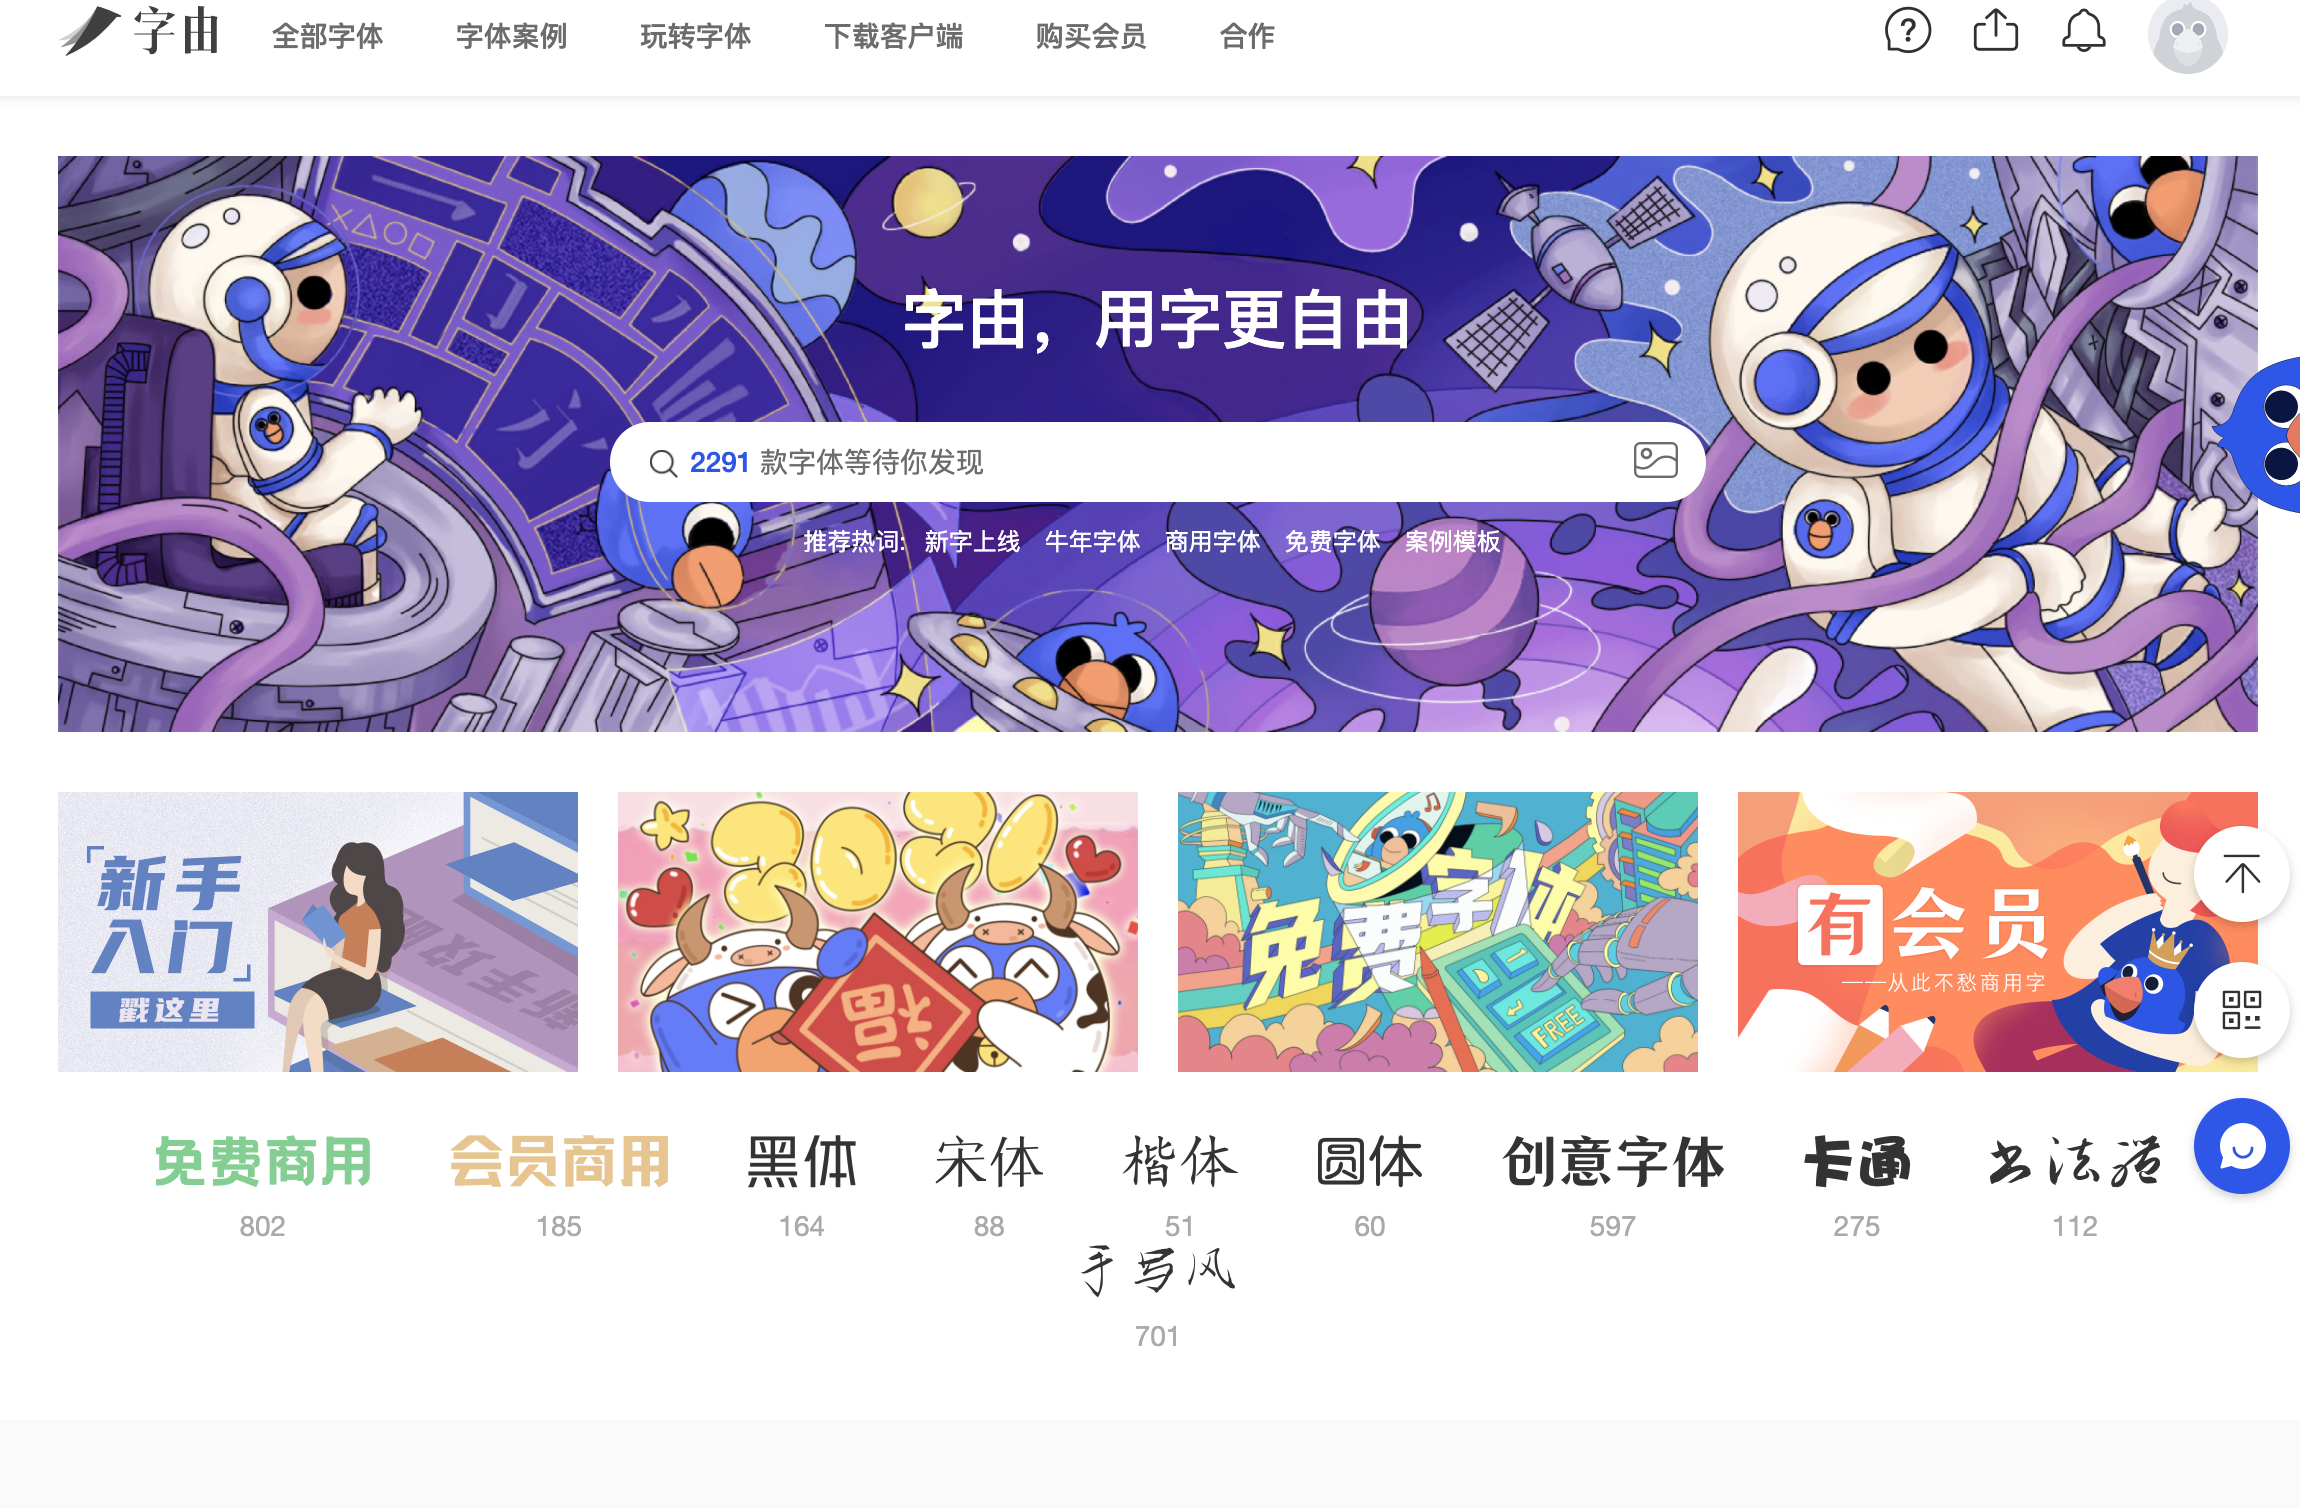 字由
全部字体 字体案例 玩转字体 下载客户端 购买会员 合作
字由，用字更自由
2291 款字体等待你发现
推荐热词: 新字上线 牛年字体 商用字体 免费字体 案例模板
「新手
入门」
戳这里
2021
福
免费字体
FREE
有会员
——从此不愁商用字
免费商用 会员商用 黑体 宋体 楷体 圆体 创意字体 卡通 书法体
802 185 164 88 51 60 597 275 112
手写风
701